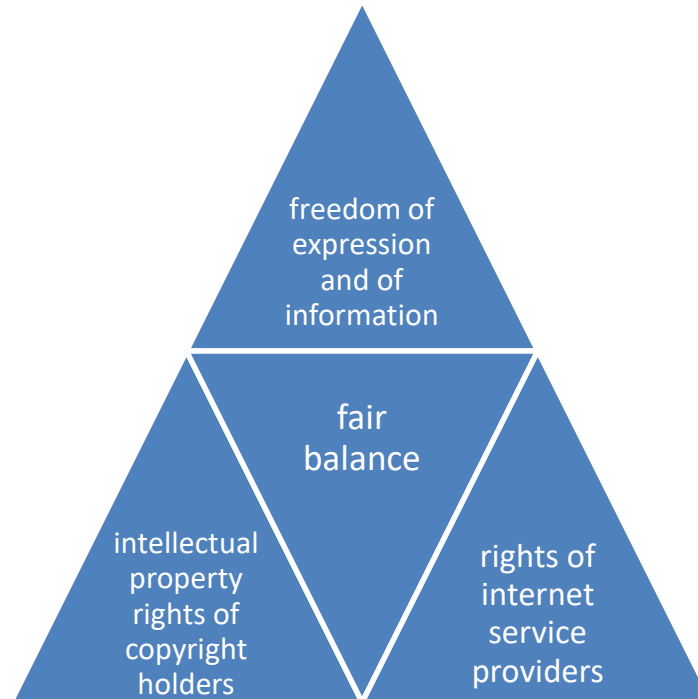 freedom of
expression
and of
information
fair
balance
intellectual
property
rights of
copyright
holders
rights of
internet
service
providers